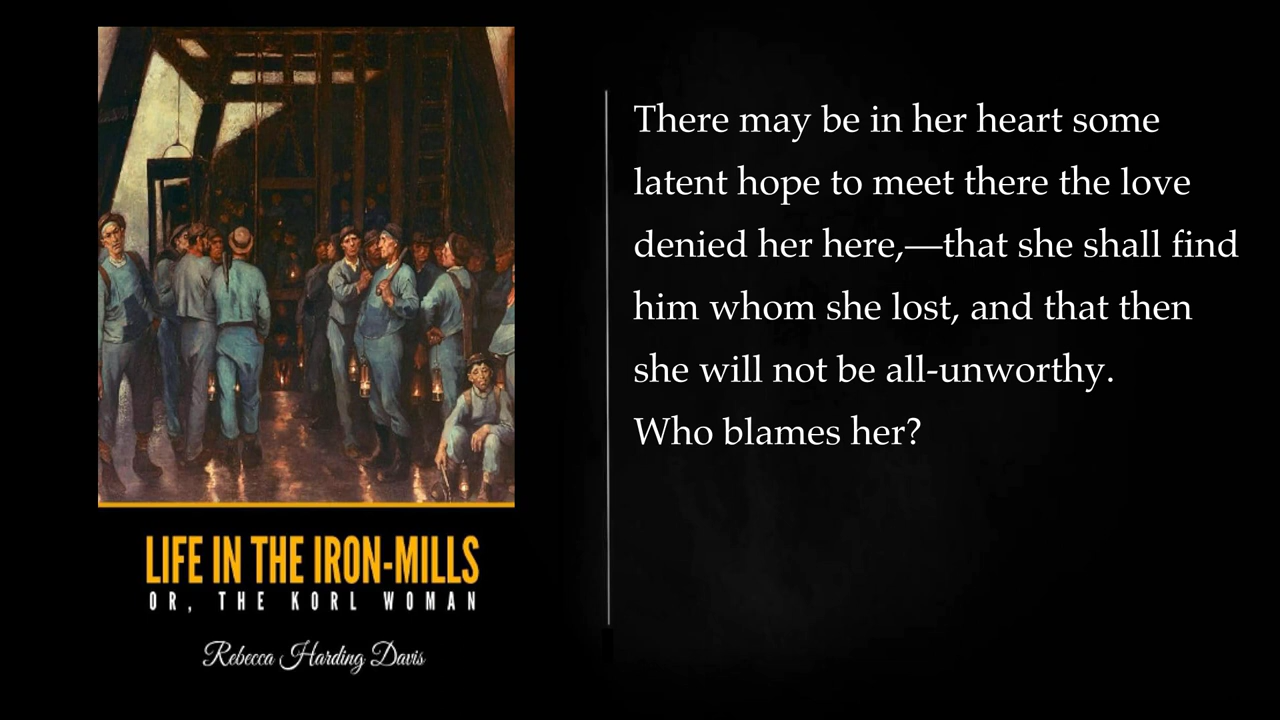 There may be in her heart some
latent hope to meet there the love
denied her here,—that she shall find
him whom she lost, and that then
she will not be all-unworthy.
Who blames her?
LIFE IN THE IRON-MILLS
OR, THE KORL WOMAN
Rebecca Harding Davis